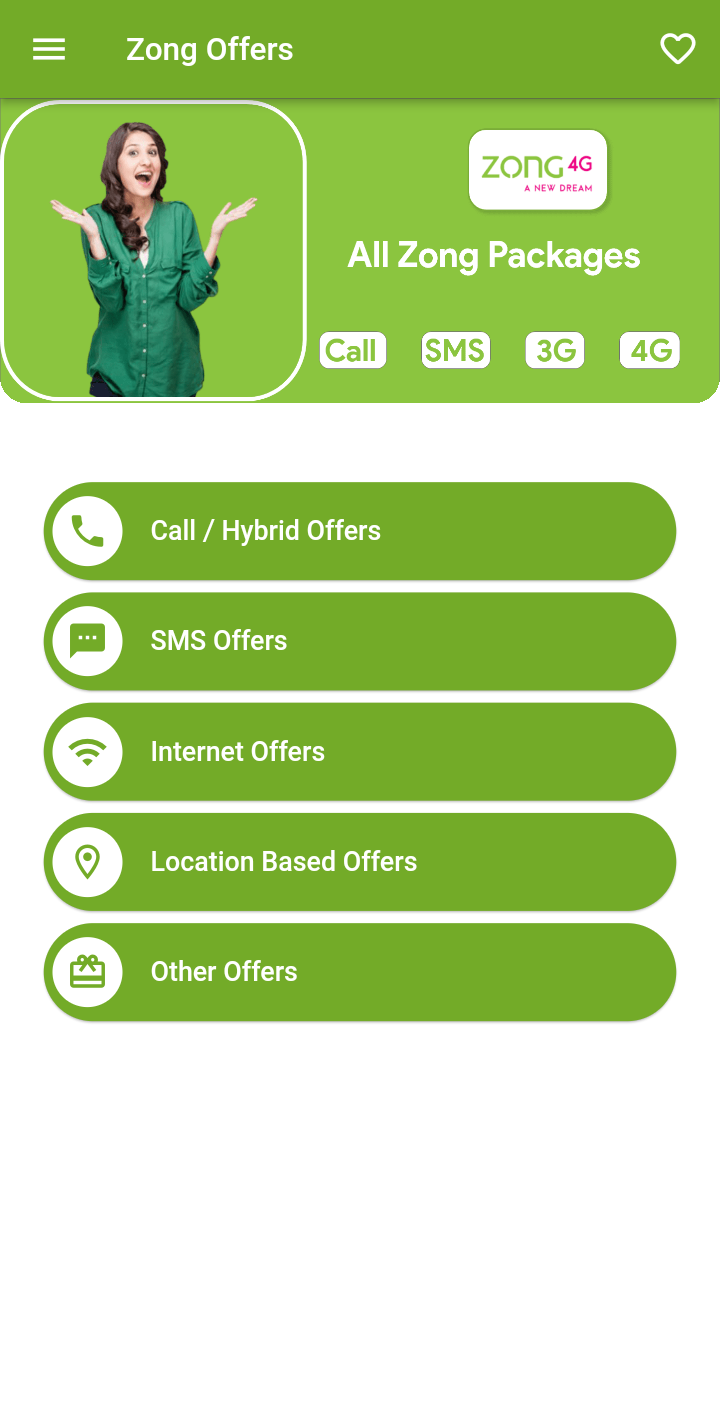 Zong Offers
ZONG 4G
A NEW DREAM
All Zong Packages
Call SMS 3G 4G
Call / Hybrid Offers
SMS Offers
Internet Offers
Location Based Offers
Other Offers